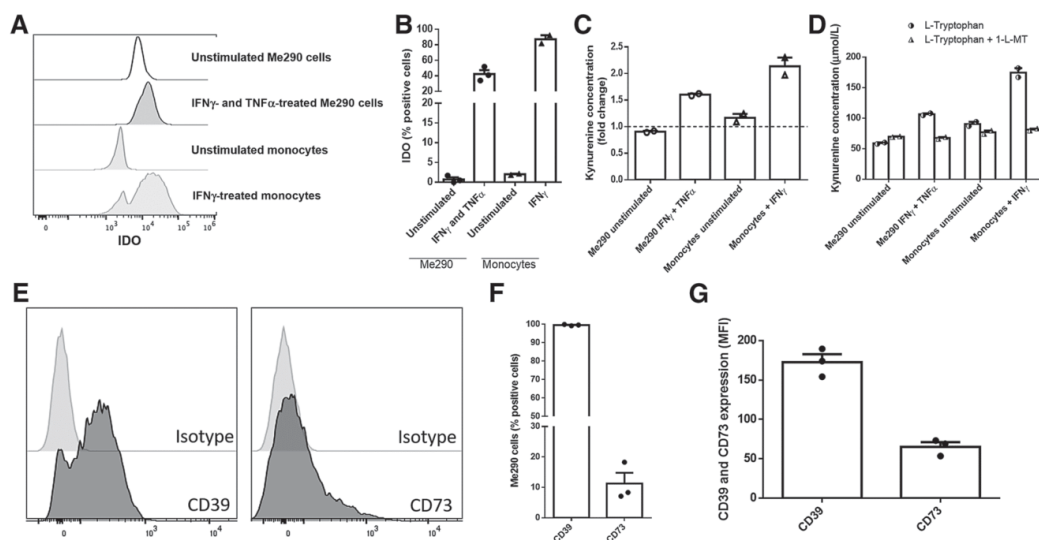 A
Unstimulated Me290 cells
IFNγ- and TNFα-treated Me290 cells
Unstimulated monocytes
IFNγ-treated monocytes
0 10³ 10⁴ 10⁵ 10⁶
IDO
B
IDO (% positive cells)
100
80
60
40
20
10
5
0
Unstimulated
IFNγ and TNFα
Unstimulated
IFNγ
Me290 Monocytes
C
Kynurenine concentration
(fold change)
2.5
2.0
1.5
1.0
0.5
0.0
Me290 unstimulated
Me290 IFNγ + TNFα
Monocytes unstimulated
Monocytes + IFNγ
D
L-Tryptophan
L-Tryptophan + 1-L-MT
Kynurenine concentration (μmol/L)
200
150
100
50
0
Me290 unstimulated
Me290 IFNγ + TNFα
Monocytes unstimulated
Monocytes + IFNγ
E
Isotype
CD39
0 10³ 10⁴
Isotype
CD73
0 10³ 10⁴
F
Me290 cells (% positive cells)
100
90
80
70
60
50
30
20
10
0
CD39
CD73
G
CD39 and CD73 expression (MFI)
200
150
100
50
0
CD39
CD73